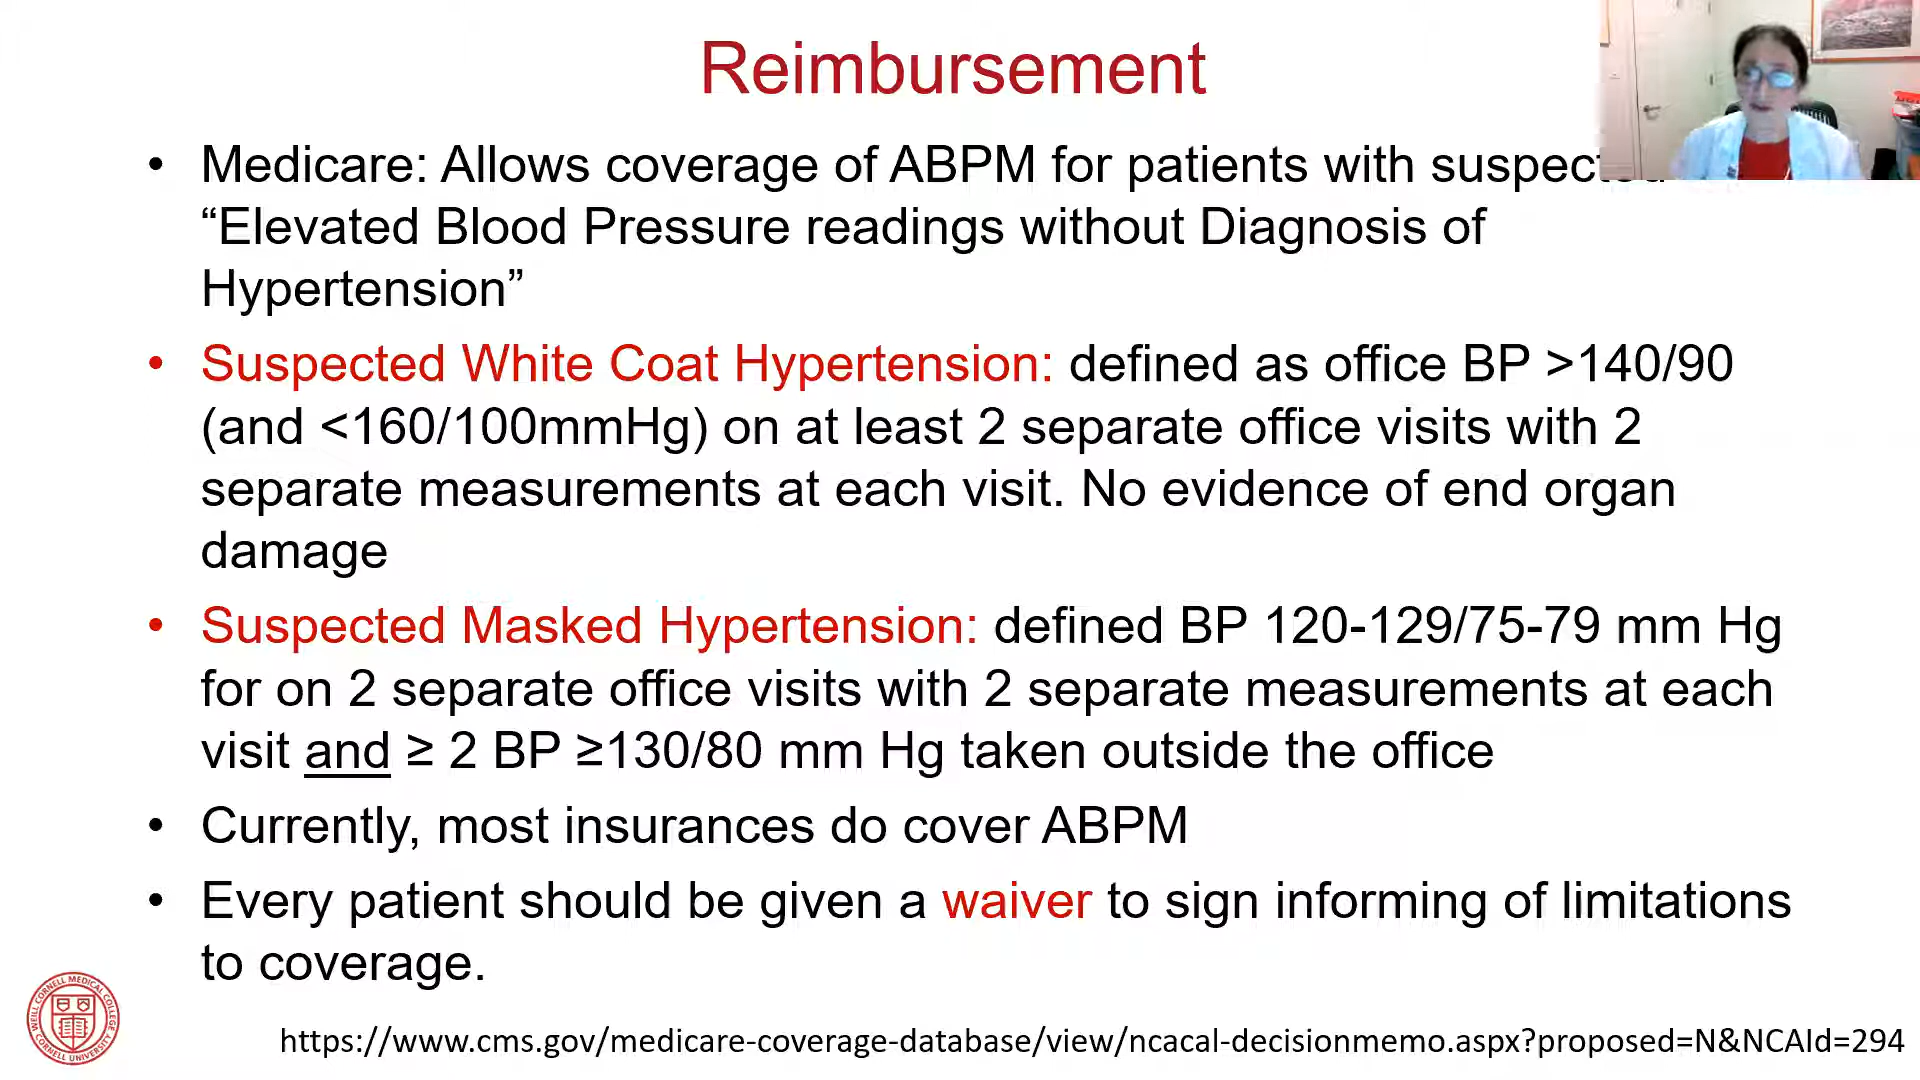 Reimbursement
• Medicare: Allows coverage of ABPM for patients with suspected
“Elevated Blood Pressure readings without Diagnosis of
Hypertension”
• Suspected White Coat Hypertension: defined as office BP >140/90
(and <160/100mmHg) on at least 2 separate office visits with 2
separate measurements at each visit. No evidence of end organ
damage
• Suspected Masked Hypertension: defined BP 120-129/75-79 mm Hg
for on 2 separate office visits with 2 separate measurements at each
visit and ≥ 2 BP ≥130/80 mm Hg taken outside the office
• Currently, most insurances do cover ABPM
• Every patient should be given a waiver to sign informing of limitations
to coverage.
WEILL CORNELL MEDICAL COLLEGE
CORNELL UNIVERSITY
https://www.cms.gov/medicare-coverage-database/view/ncacal-decisionmemo.aspx?proposed=N&NCAId=294